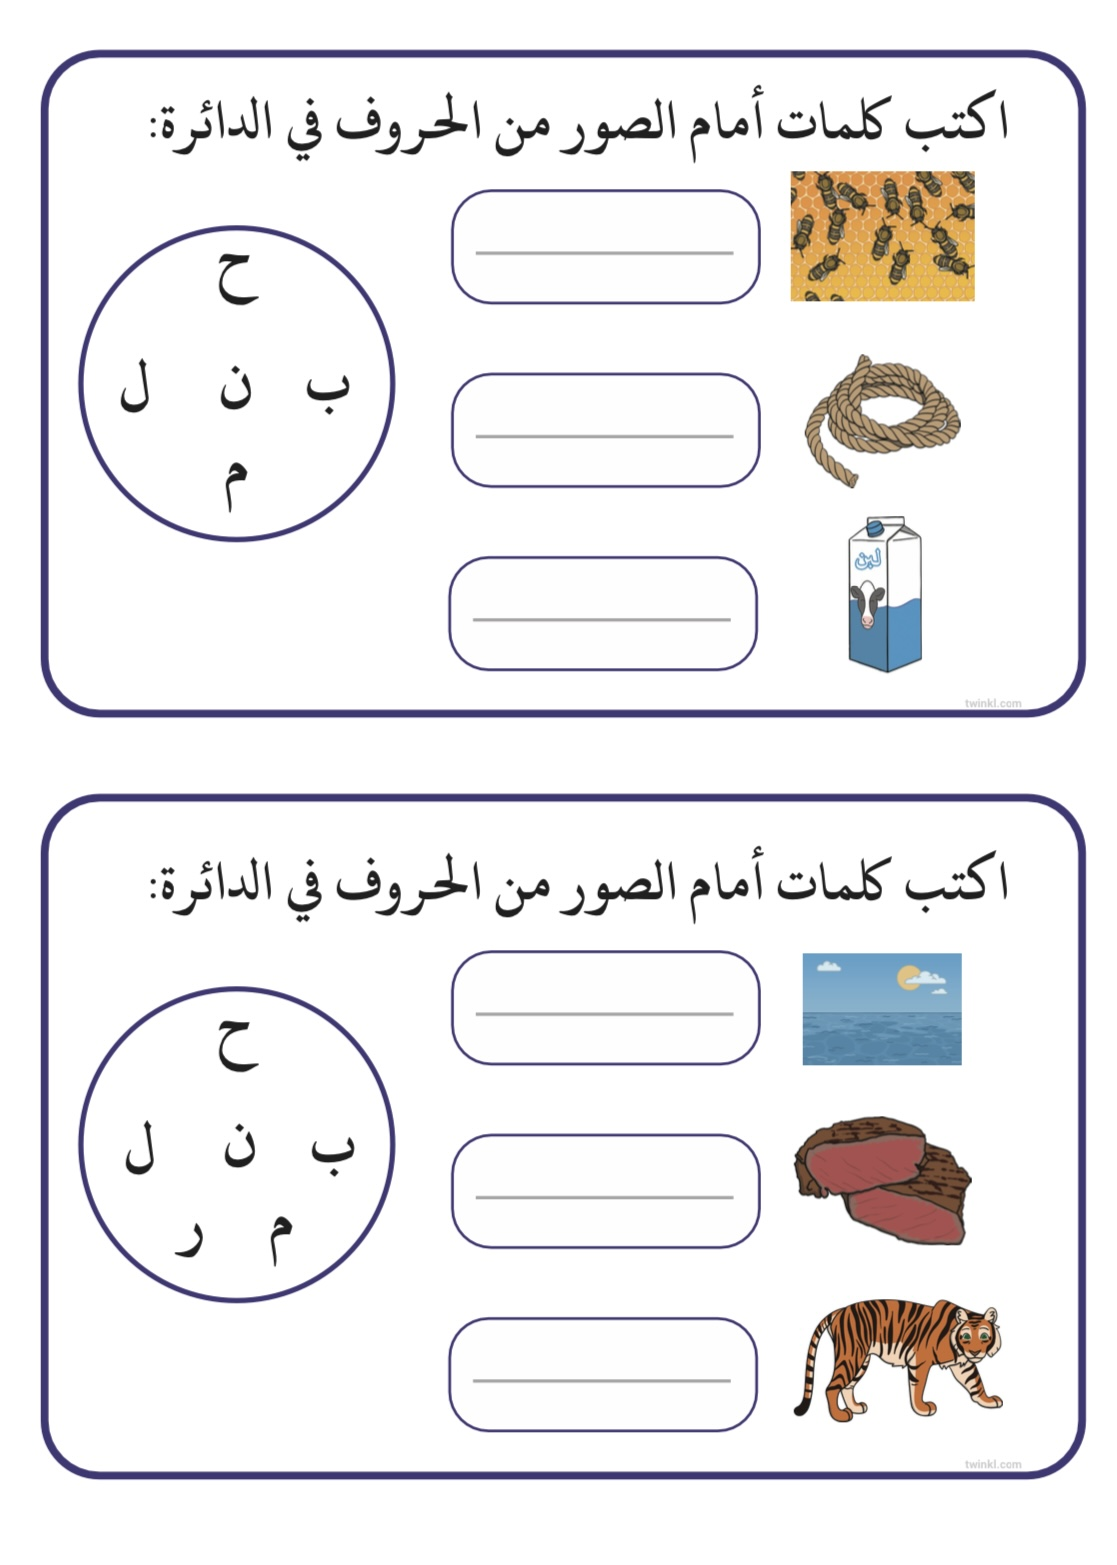 اكتب كلمات أمام الصور من الحروف في الدائرة:
ح
ب ن ل
م
لبن
twinkl.com
اكتب كلمات أمام الصور من الحروف في الدائرة:
ح
ب ن ل
م ر
twinkl.com